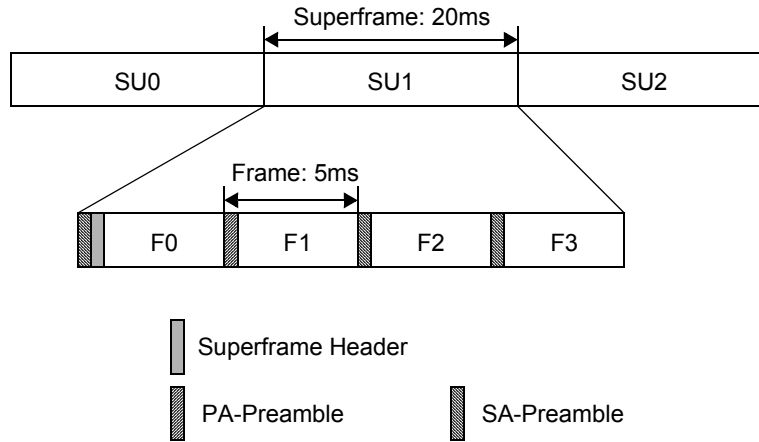 Superframe: 20ms
SU0 SU1 SU2
Frame: 5ms
F0 F1 F2 F3
Superframe Header
PA-Preamble SA-Preamble